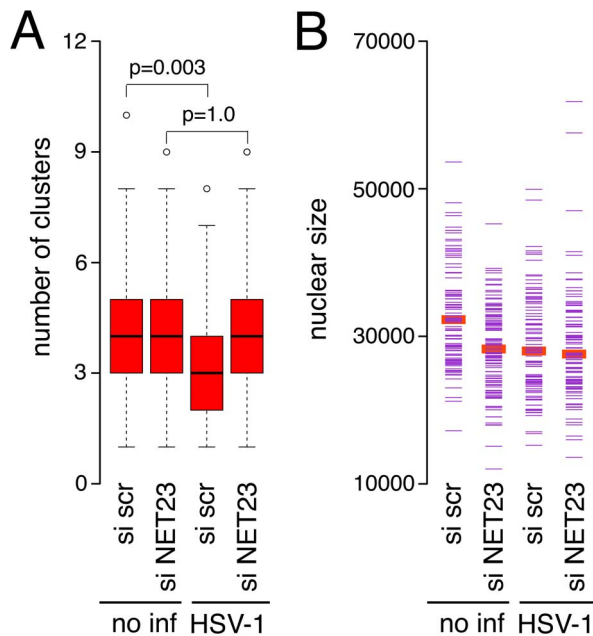 A
12
9
6
3
0
number of clusters
p=0.003
p=1.0
si scr
si NET23
si scr
si NET23
no inf
HSV-1
B
70000
50000
30000
10000
nuclear size
si scr
si NET23
si scr
si NET23
no inf
HSV-1